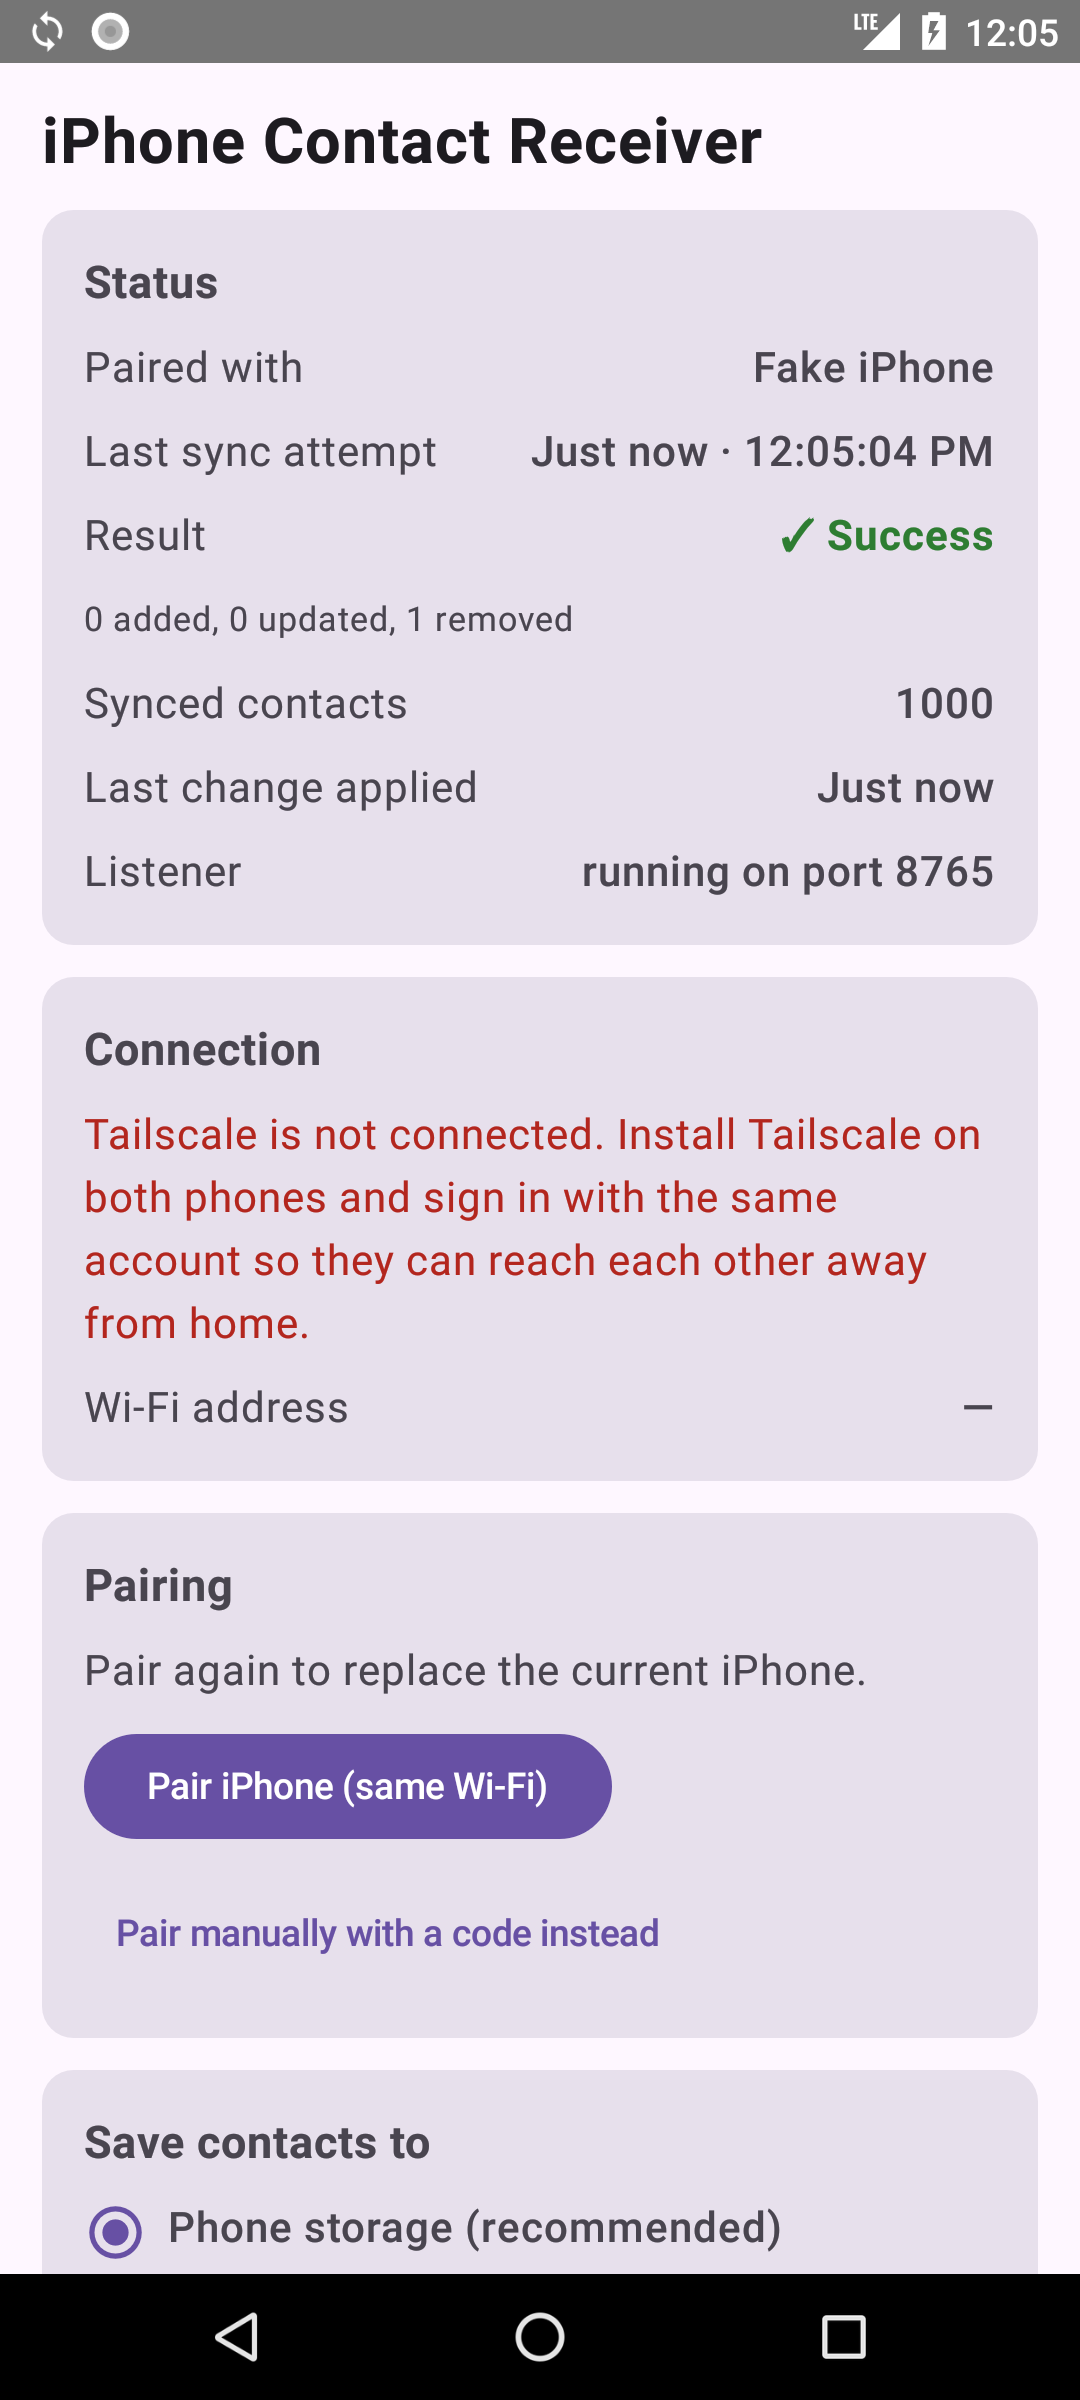 LTE 12:05
iPhone Contact Receiver
Status
Paired with Fake iPhone
Last sync attempt Just now · 12:05:04 PM
Result ✓ Success
0 added, 0 updated, 1 removed
Synced contacts 1000
Last change applied Just now
Listener running on port 8765
Connection
Tailscale is not connected. Install Tailscale on
both phones and sign in with the same
account so they can reach each other away
from home.
Wi-Fi address —
Pairing
Pair again to replace the current iPhone.
Pair iPhone (same Wi-Fi)
Pair manually with a code instead
Save contacts to
Phone storage (recommended)